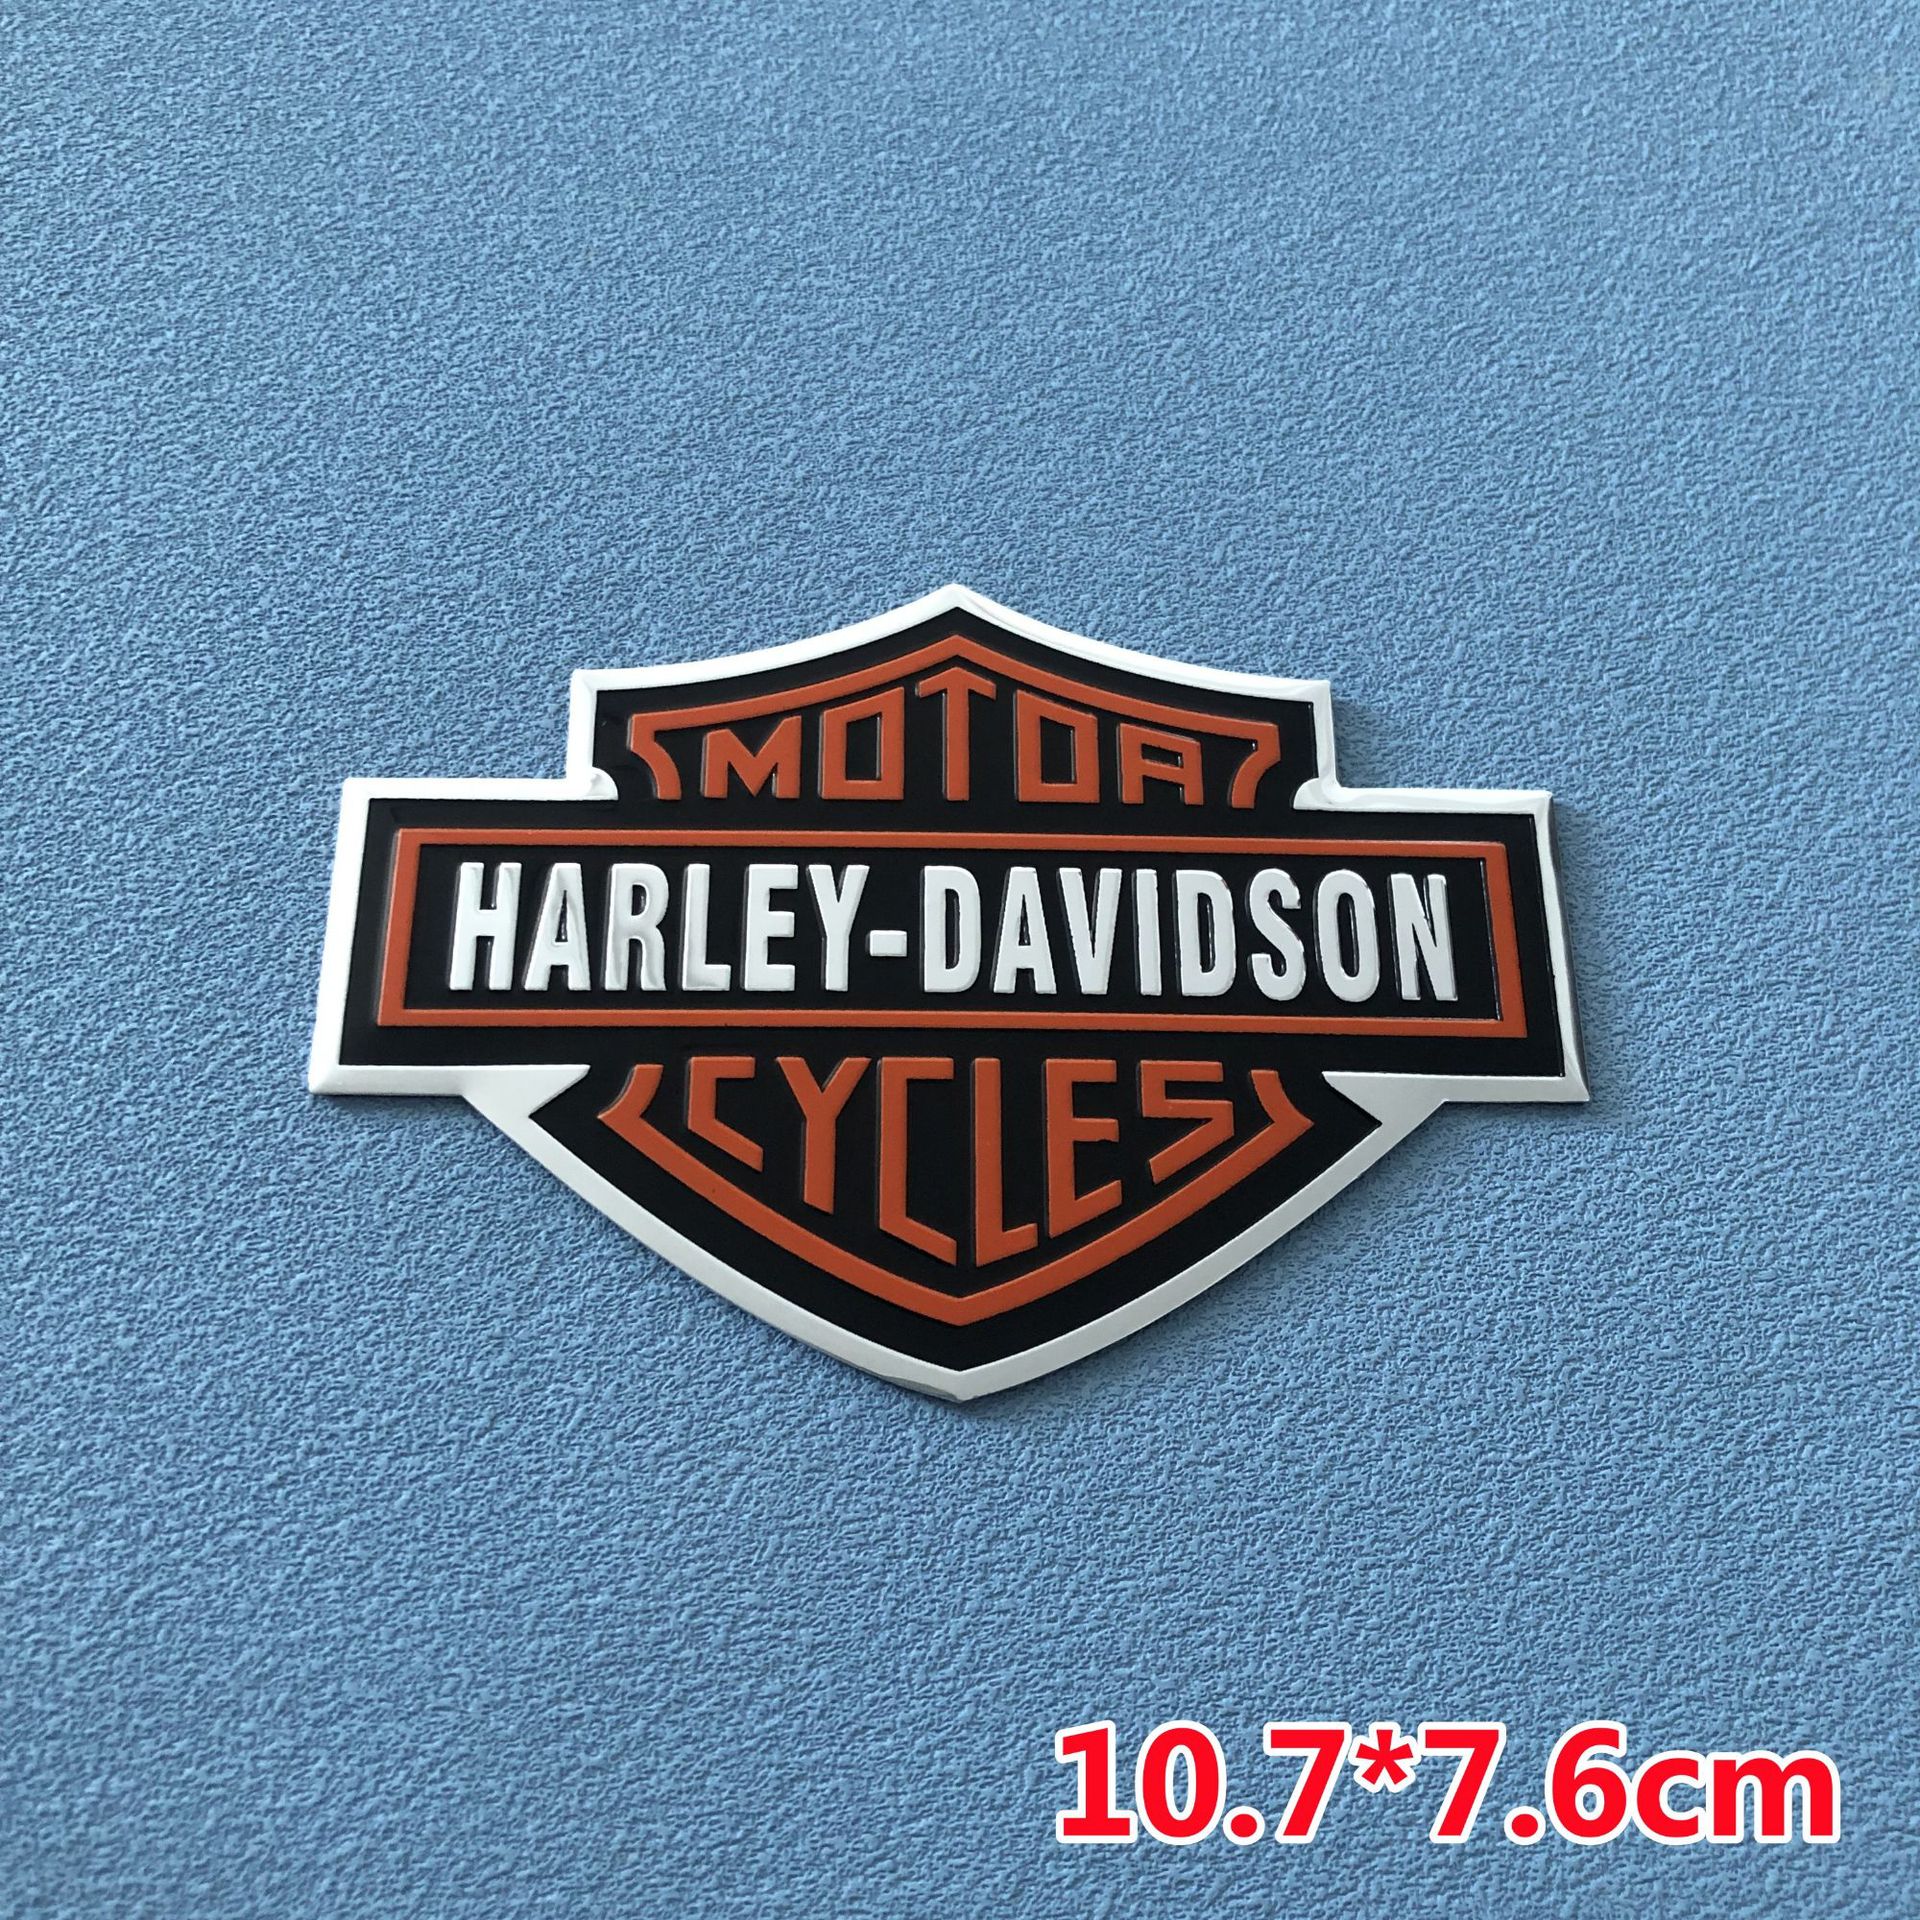 MOTOR
HARLEY-DAVIDSON
CYCLES
10.7*7.6cm